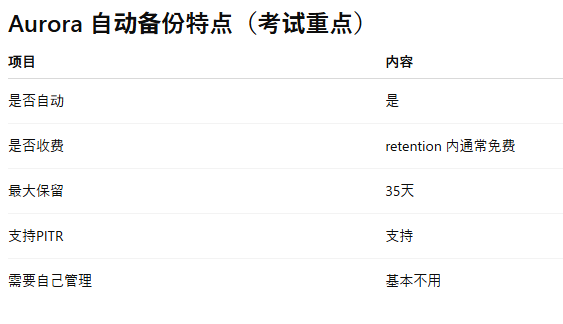 Aurora 自动备份特点（考试重点）
项目 内容
是否自动 是
是否收费 retention 内通常免费
最大保留 35天
支持PITR 支持
需要自己管理 基本不用